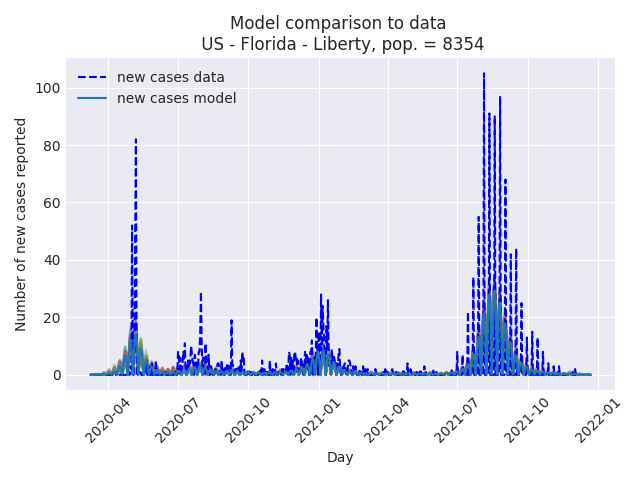 Model comparison to data
US - Florida - Liberty, pop. = 8354
new cases data
new cases model
Number of new cases reported
100
80
60
40
20
0
2020-04
2020-07
2020-10
2021-01
2021-04
2021-07
2021-10
2022-01
Day